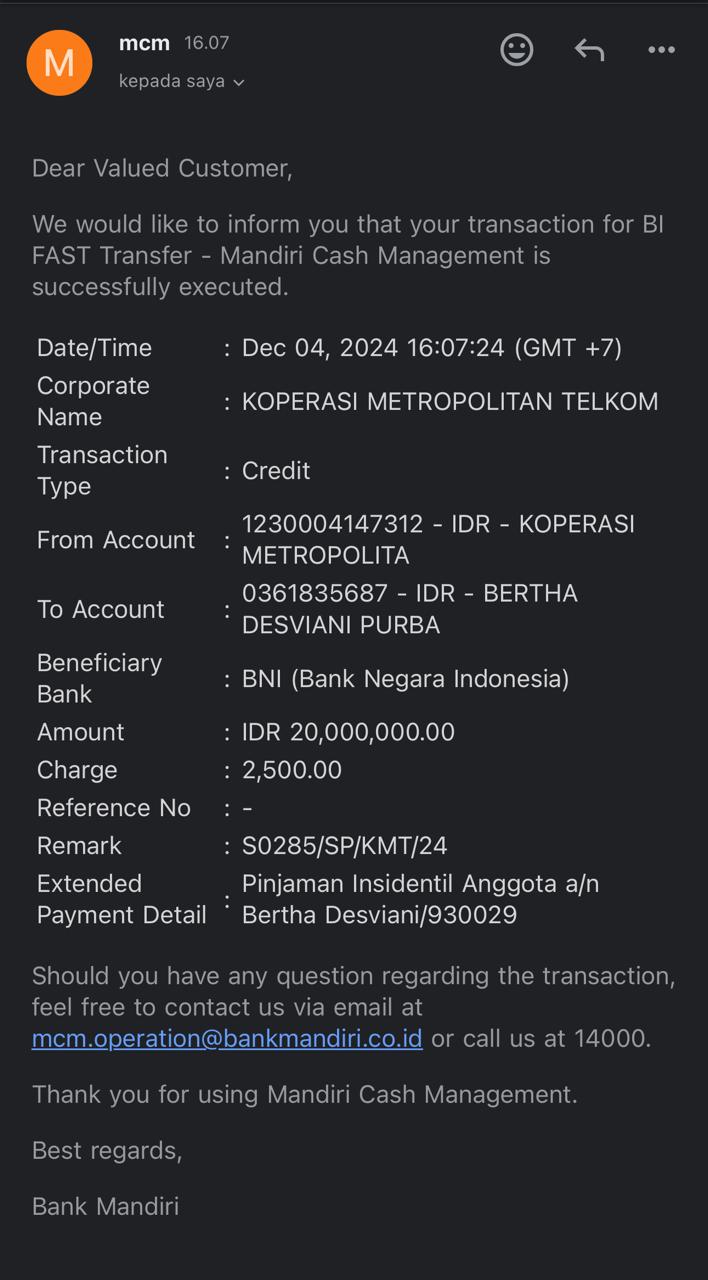 M
mcm 16.07
kepada saya
Dear Valued Customer,
We would like to inform you that your transaction for BI
FAST Transfer - Mandiri Cash Management is
successfully executed.
Date/Time : Dec 04, 2024 16:07:24 (GMT +7)
Corporate
Name : KOPERASI METROPOLITAN TELKOM
Transaction
Type : Credit
From Account : 1230004147312 - IDR - KOPERASI
METROPOLITA
To Account : 0361835687 - IDR - BERTHA
DESVIANI PURBA
Beneficiary
Bank : BNI (Bank Negara Indonesia)
Amount : IDR 20,000,000.00
Charge : 2,500.00
Reference No : -
Remark : S0285/SP/KMT/24
Extended
Payment Detail : Pinjaman Insidentil Anggota a/n
Bertha Desviani/930029
Should you have any question regarding the transaction,
feel free to contact us via email at
mcm.operation@bankmandiri.co.id or call us at 14000.
Thank you for using Mandiri Cash Management.
Best regards,
Bank Mandiri